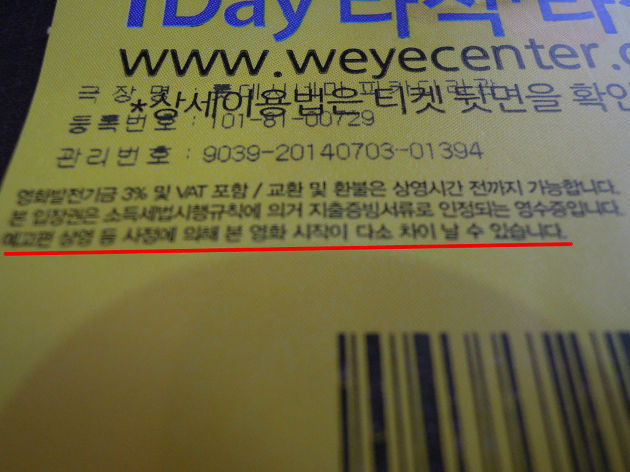 1Day 라식
www.weyecenter.
*상세이용법은 티켓 뒷면을 확인
극 장 명 :
등록번호 : 101-81-00729
관리번호 : 9039-20140703-01394
영화발전기금 3% 및 VAT 포함 / 교환 및 환불은 상영시간 전까지 가능합니다.
본 입장권은 소득세법시행규칙에 의거 지출증빙서류로 인정되는 영수증입니다.
예고편 상영 등 사정에 의해 본 영화 시작이 다소 차이 날 수 있습니다.